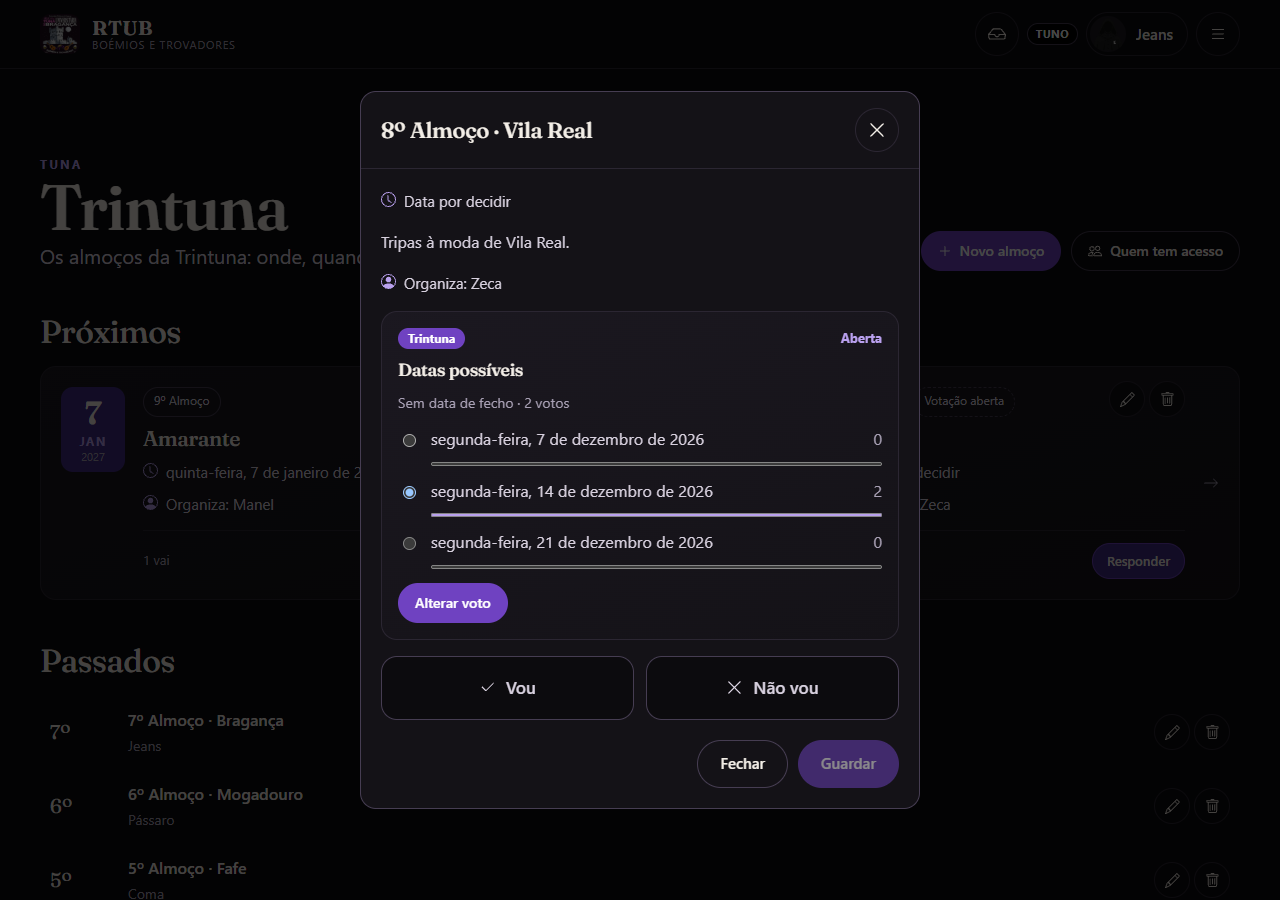 RTUB
BOÉMIOS E TROVADORES
TUNO
Jeans
TUNA
Trintuna
Os almoços da Trintuna: onde,
Novo almoço
Quem tem acesso
Próximos
7
JAN
2027
9º Almoço
Amarante
quinta-feira, 7 de janeiro de
Organiza: Manel
1 vai
Votação aberta
Zeca
Responder
8º Almoço · Vila Real
Data por decidir
Tripas à moda de Vila Real.
Organiza: Zeca
Trintuna
Aberta
Datas possíveis
Sem data de fecho · 2 votos
segunda-feira, 7 de dezembro de 2026
0
segunda-feira, 14 de dezembro de 2026
2
segunda-feira, 21 de dezembro de 2026
0
Alterar voto
Vou
Não vou
Fechar
Guardar
Passados
7º
7º Almoço · Bragança
Jeans
6º
6º Almoço · Mogadouro
Pássaro
5º
5º Almoço · Fafe
Coma